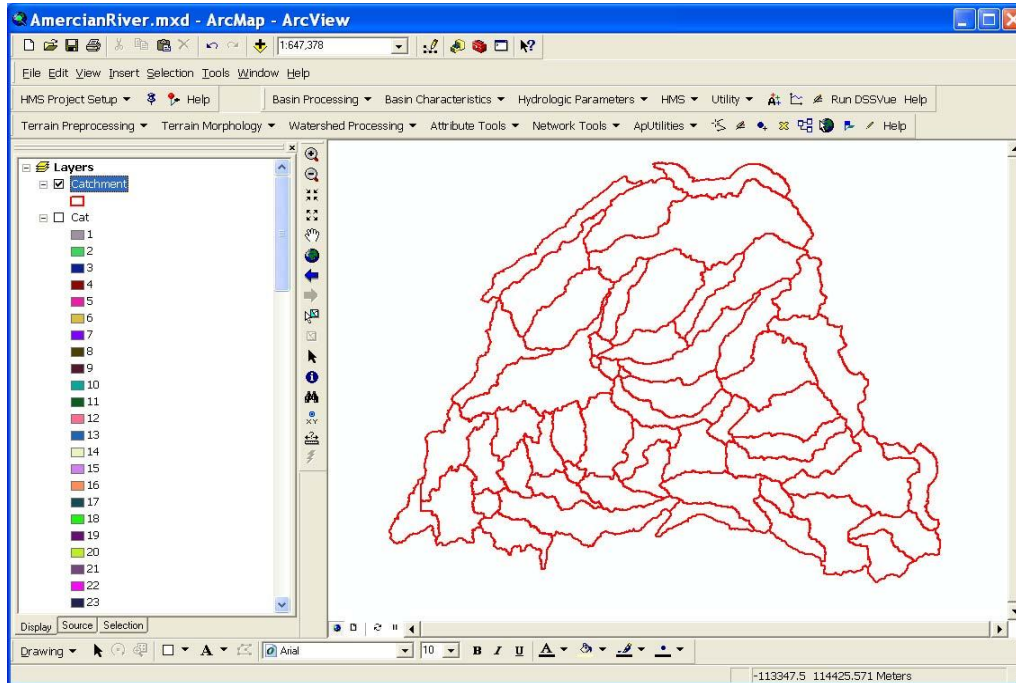 AmercianRiver.mxd - ArcMap - ArcView
1:647,378
File Edit View Insert Selection Tools Window Help
HMS Project Setup Help Basin Processing Basin Characteristics Hydrologic Parameters HMS Utility Run DSSVue Help
Terrain Preprocessing Terrain Morphology Watershed Processing Attribute Tools Network Tools ApUtilities Help
Layers
Catchment
Cat
1
2
3
4
5
6
7
8
9
10
11
12
13
14
15
16
17
18
19
20
21
22
23
XY
Display Source Selection
Drawing A Arial 10 B I U A
-113347.5 114425.571 Meters